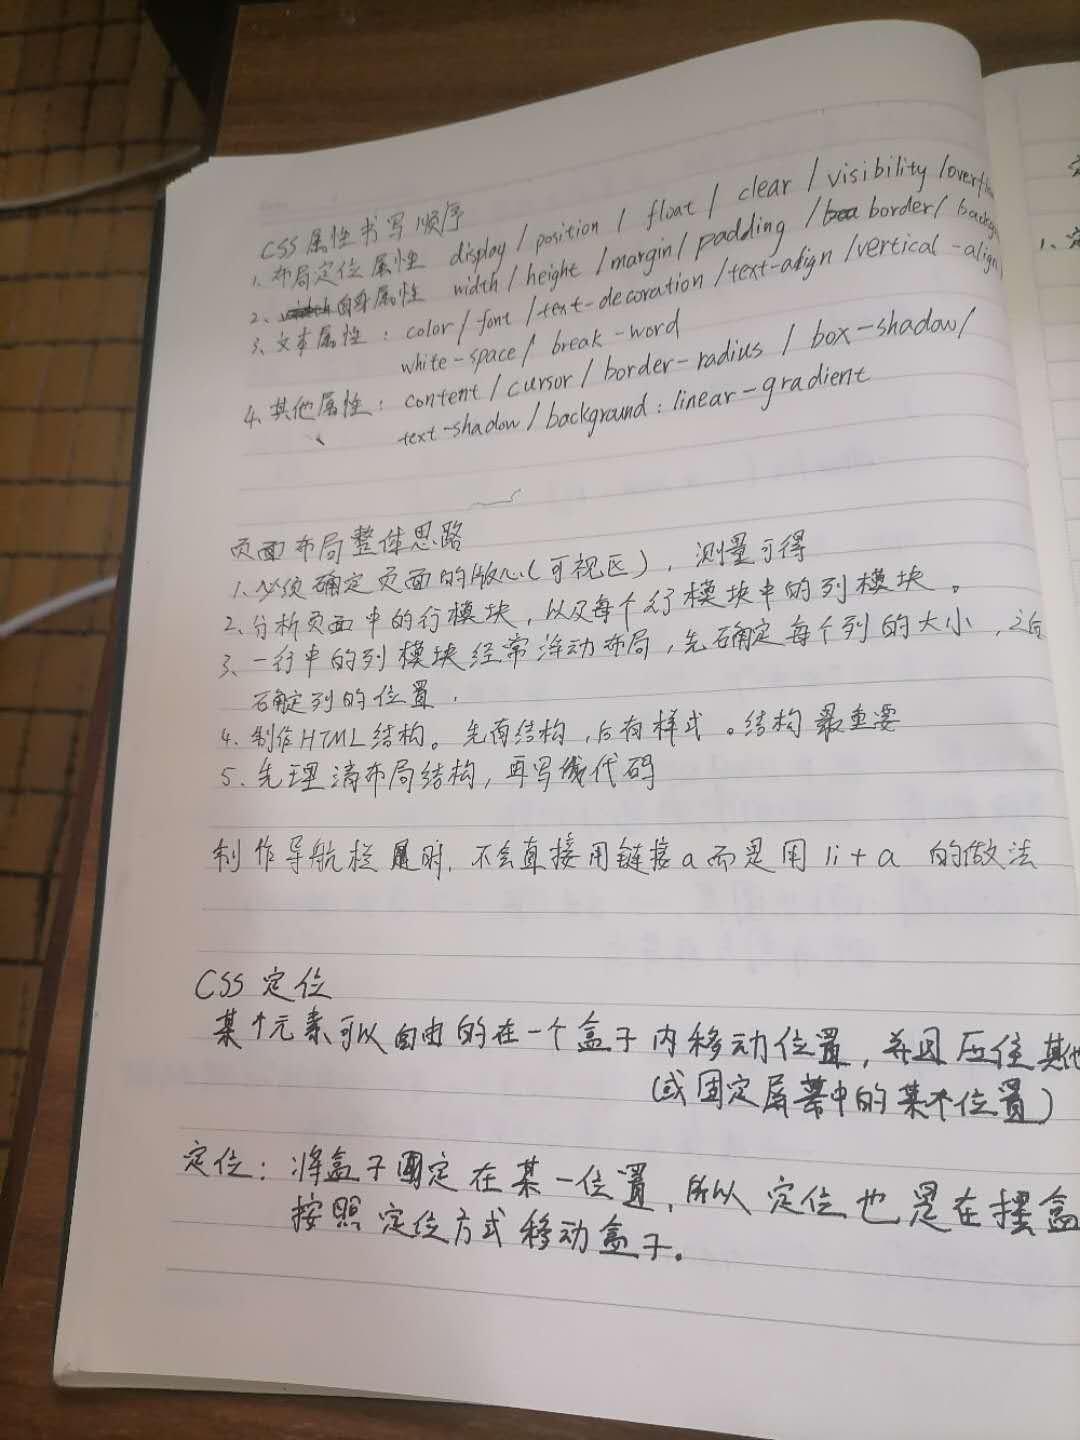 CSS属性书写顺序
1、布局定位属性 display / position / float / clear / visibility / overflow
2、自身属性 width / height / margin / padding / border / backg
3、文本属性：color / font / text-decoration / text-align / vertical-align
white-space / break-word
4、其他属性：content / cursor / border-radius / box-shadow /
text-shadow / background：linear-gradient
页面布局整体思路
1、必须确定页面的版心(可视区)，测量可得
2、分析页面中的行模块，以及每个行模块中的列模块。
3、一行中的列模块经常浮动布局，先确定每个列的大小，之后
确定列的位置.
4、制作HTML结构。先有结构，后有样式。结构最重要
5、先理清布局结构，再写代码
制作导航栏时，不会直接用链接a而是用li+a 的做法
CSS 定位
某个元素可以自由的在一个盒子内移动位置，并且压住其他
(或固定屏幕中的某个位置)
定位：将盒子固定在某一位置，所以定位也是在摆盒
按照定位方式移动盒子。
1、